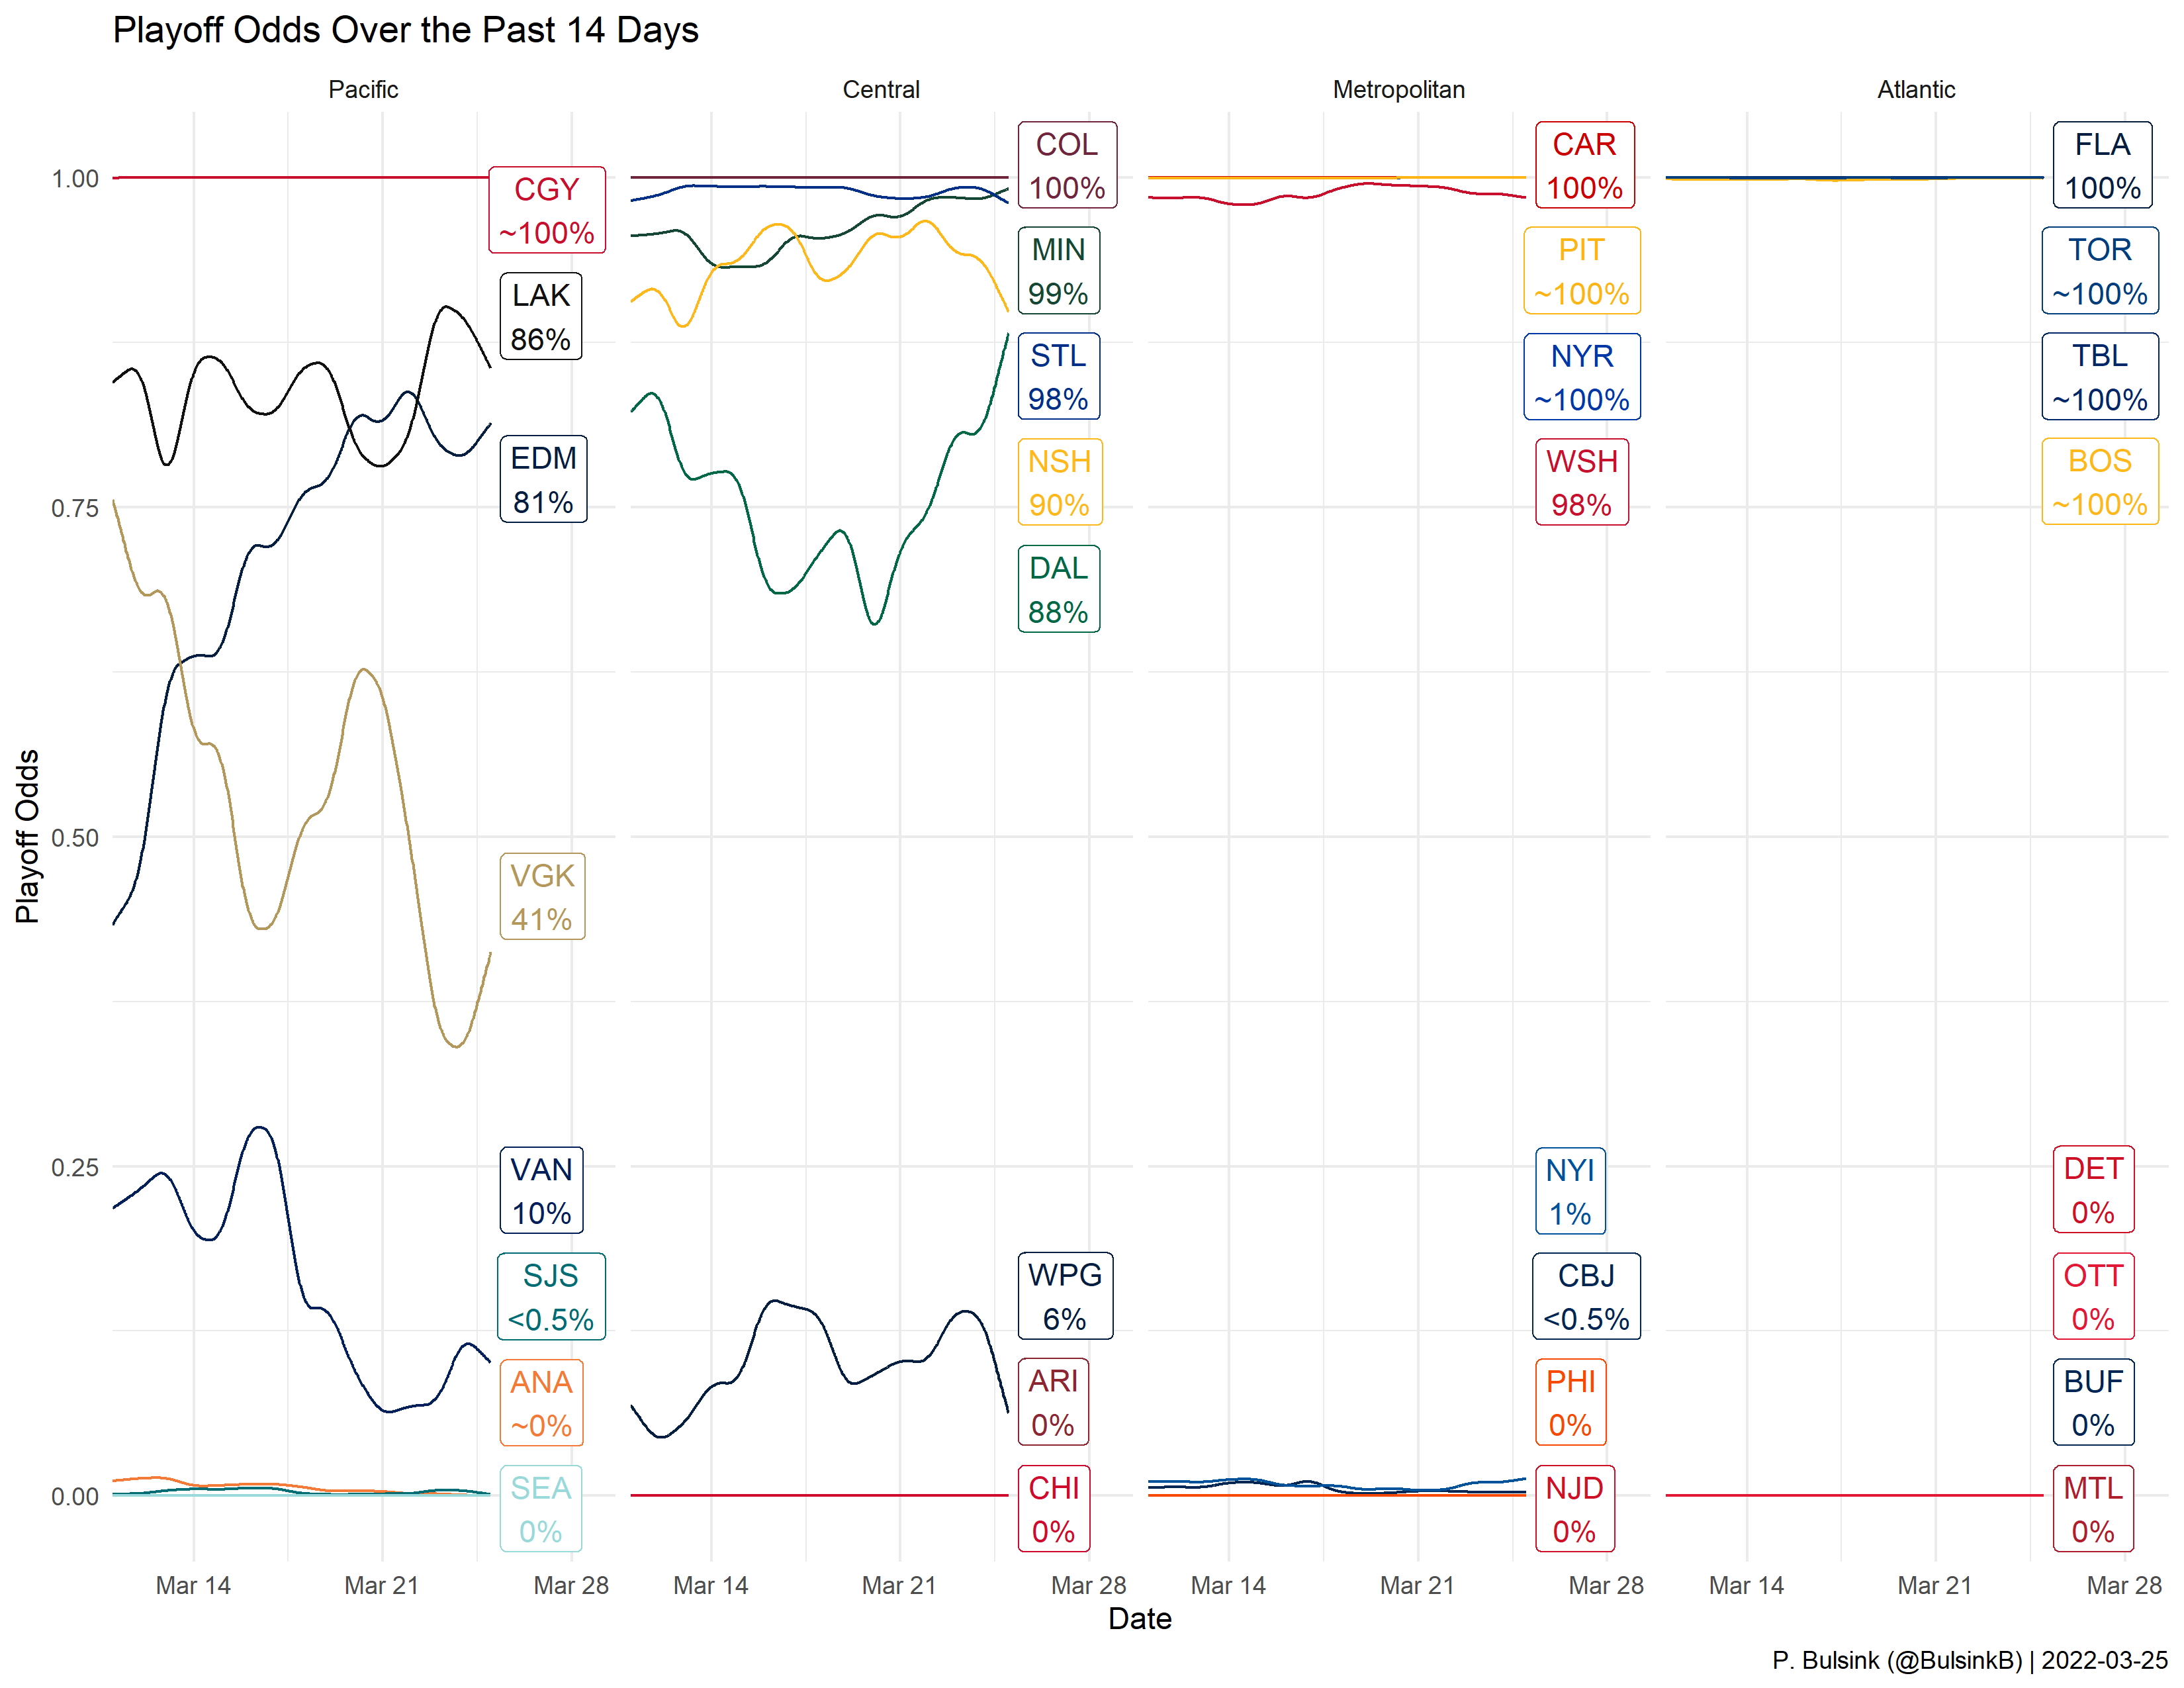 Playoff Odds Over the Past 14 Days
Pacific
Central
Metropolitan
Atlantic
Playoff Odds
1.00
0.75
0.50
0.25
0.00
CGY
~100%
LAK
86%
EDM
81%
VGK
41%
VAN
10%
SJS
<0.5%
ANA
~0%
SEA
0%
COL
100%
MIN
99%
STL
98%
NSH
90%
DAL
88%
WPG
6%
ARI
0%
CHI
0%
CAR
100%
PIT
~100%
NYR
~100%
WSH
98%
NYI
1%
CBJ
<0.5%
PHI
0%
NJD
0%
FLA
100%
TOR
~100%
TBL
~100%
BOS
~100%
DET
0%
OTT
0%
BUF
0%
MTL
0%
Mar 14 Mar 21 Mar 28
Mar 14 Mar 21 Mar 28
Mar 14 Mar 21 Mar 28
Mar 14 Mar 21 Mar 28
Date
P. Bulsink (@BulsinkB) | 2022-03-25